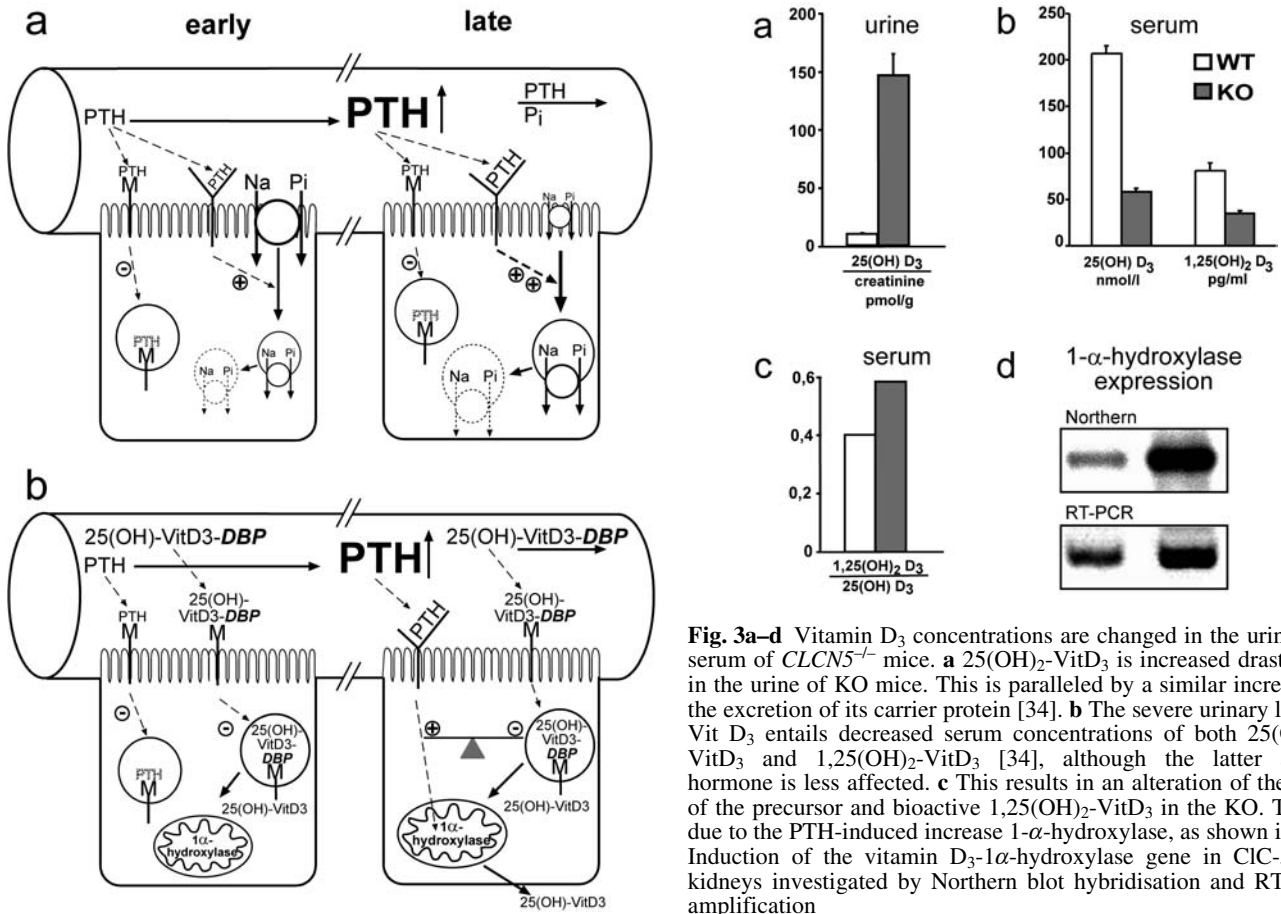 a
early
late
PTH
PTH
PTH
Pi
PTH
M
PTH
Na
Pi
PTH
M
PTH
Na Pi
-
+
-
+
+
PTH
M
Na Pi
Na Pi
PTH
M
Na Pi
Na Pi
b
25(OH)-VitD3-DBP
PTH
PTH
25(OH)-VitD3-DBP
PTH
M
25(OH)-
VitD3-DBP
M
PTH
25(OH)-
VitD3-DBP
M
-
-
+
-
PTH
M
25(OH)-
VitD3-
DBP
M
25(OH)-VitD3
1α-
hydroxylase
25(OH)-
VitD3-
DBP
M
25(OH)-VitD3
1α-
hydroxylase
25(OH)-VitD3
a
urine
200
150
100
50
0
25(OH) D3
creatinine
pmol/g
b
serum
250
200
150
100
50
0
WT
KO
25(OH) D3
nmol/l
1,25(OH)2 D3
pg/ml
c
serum
0,6
0,4
0,2
0
1,25(OH)2 D3
25(OH) D3
d
1-α-hydroxylase
expression
Northern
RT-PCR
Fig. 3a–d Vitamin D3 concentrations are changed in the urin
serum of CLCN5–/– mice. a 25(OH)2-VitD3 is increased drast
in the urine of KO mice. This is paralleled by a similar incre
the excretion of its carrier protein [34]. b The severe urinary l
Vit D3 entails decreased serum concentrations of both 25(
VitD3 and 1,25(OH)2-VitD3 [34], although the latter
hormone is less affected. c This results in an alteration of the
of the precursor and bioactive 1,25(OH)2-VitD3 in the KO. T
due to the PTH-induced increase 1-α-hydroxylase, as shown i
Induction of the vitamin D3-1α-hydroxylase gene in ClC-
kidneys investigated by Northern blot hybridisation and RT
amplification